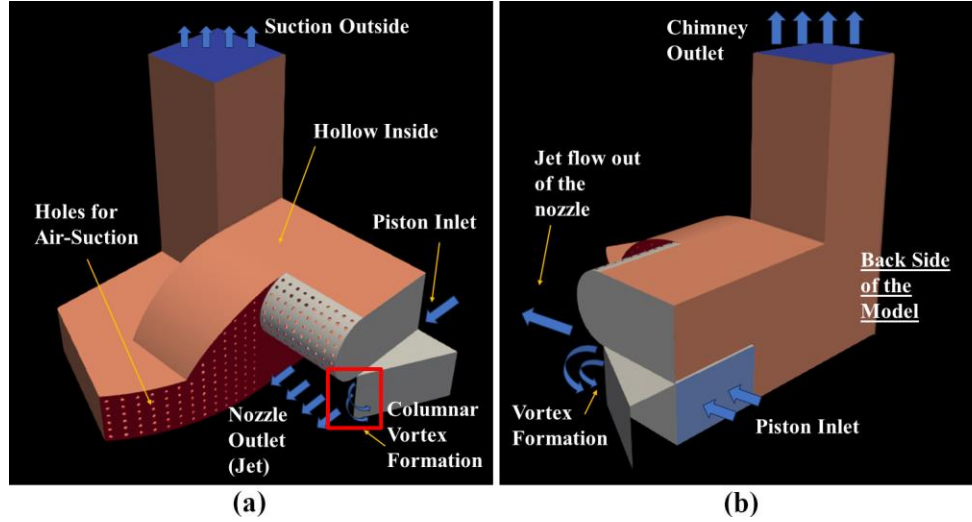 Suction Outside
Hollow Inside
Holes for
Air-Suction
Piston Inlet
Nozzle
Outlet
(Jet)
Columnar
Vortex
Formation
(a)
Chimney
Outlet
Jet flow out
of the
nozzle
Back Side
of the
Model
Vortex
Formation
Piston Inlet
(b)